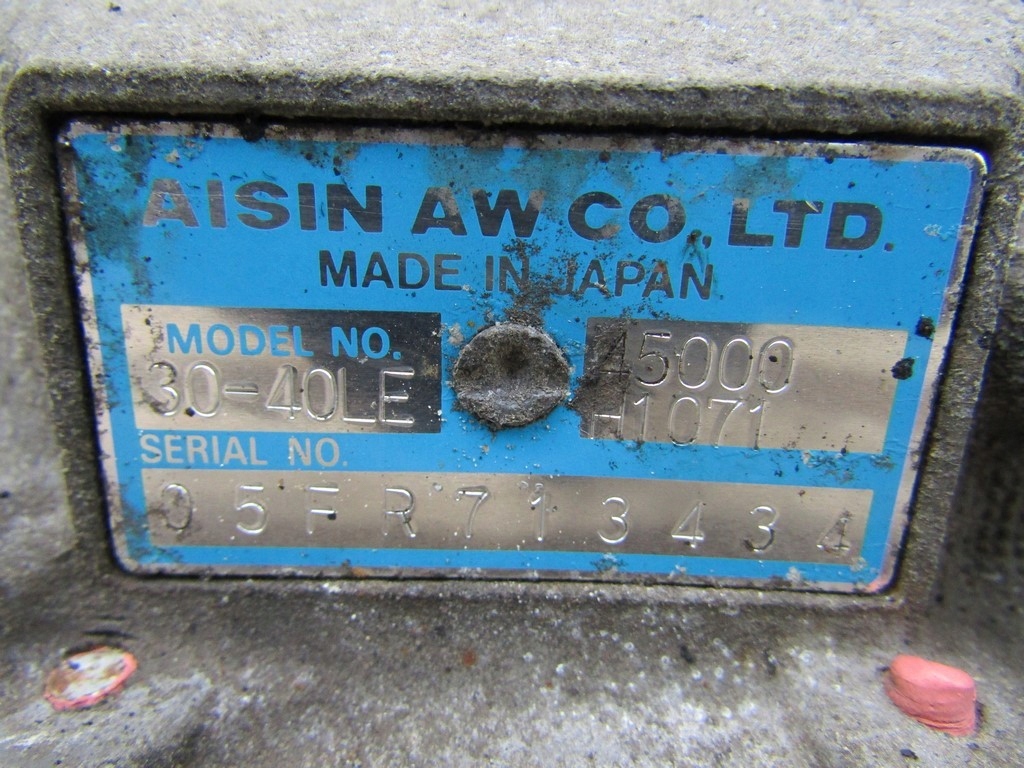 AISIN AW CO., LTD.
MADE IN JAPAN
MODEL NO.
30-40LE
45000
H1071
SERIAL NO.
05FR713434